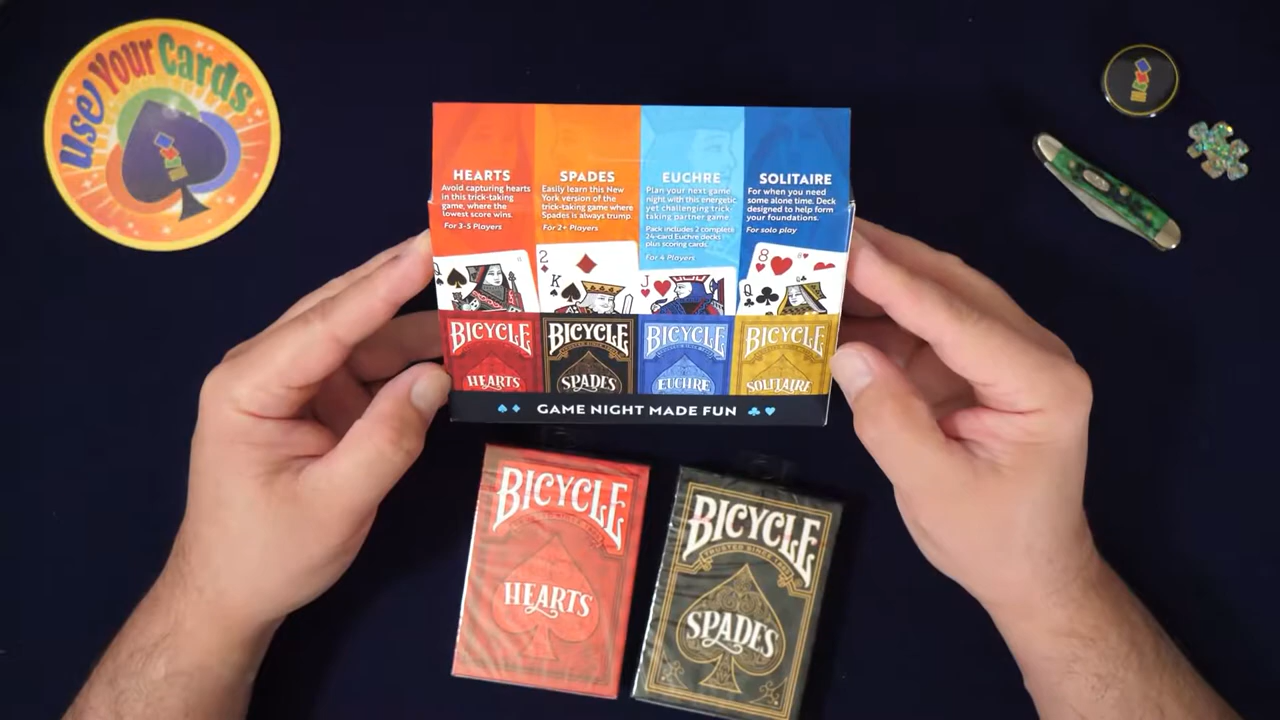 Use Your Cards
HEARTS
Avoid capturing hearts
in this trick-taking
game, where the
lowest score wins.
For 3-5 Players
SPADES
Easily learn this New
York version of the
trick-taking game where
Spades is always trump.
For 2+ Players
EUCHRE
Plan your next game
night with this energetic
yet challenging trick-
taking partner game.
Pack includes 2 complete
24-card Euchre decks
plus scoring cards.
For 4 Players
SOLITAIRE
For when you need
some alone time. Deck
designed to help form
your foundations.
For solo play
Q
2
K
J
8
Q
BICYCLE
HEARTS
BICYCLE
SPADES
BICYCLE
EUCHRE
BICYCLE
SOLITAIRE
GAME NIGHT MADE FUN
BICYCLE
HEARTS
BICYCLE
TRUSTED SINCE
SPADES